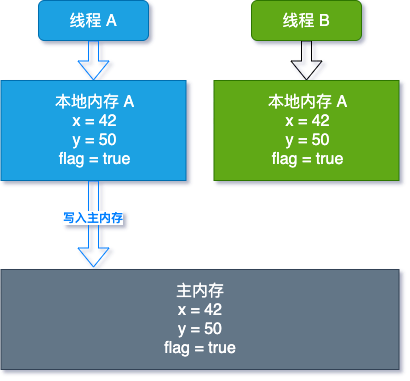 线程 A
线程 B
本地内存 A
x = 42
y = 50
flag = true
本地内存 A
x = 42
y = 50
flag = true
写入主内存
主内存
x = 42
y = 50
flag = true